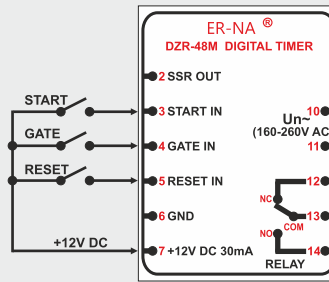 ER-NA ®
DZR-48M DIGITAL TIMER
2 SSR OUT
START
3 START IN
10
Un~
(160-260V AC
GATE
4 GATE IN
11
RESET
5 RESET IN
12
NC
6 GND
13
COM
NO
+12V DC
7 +12V DC 30mA
14
RELAY